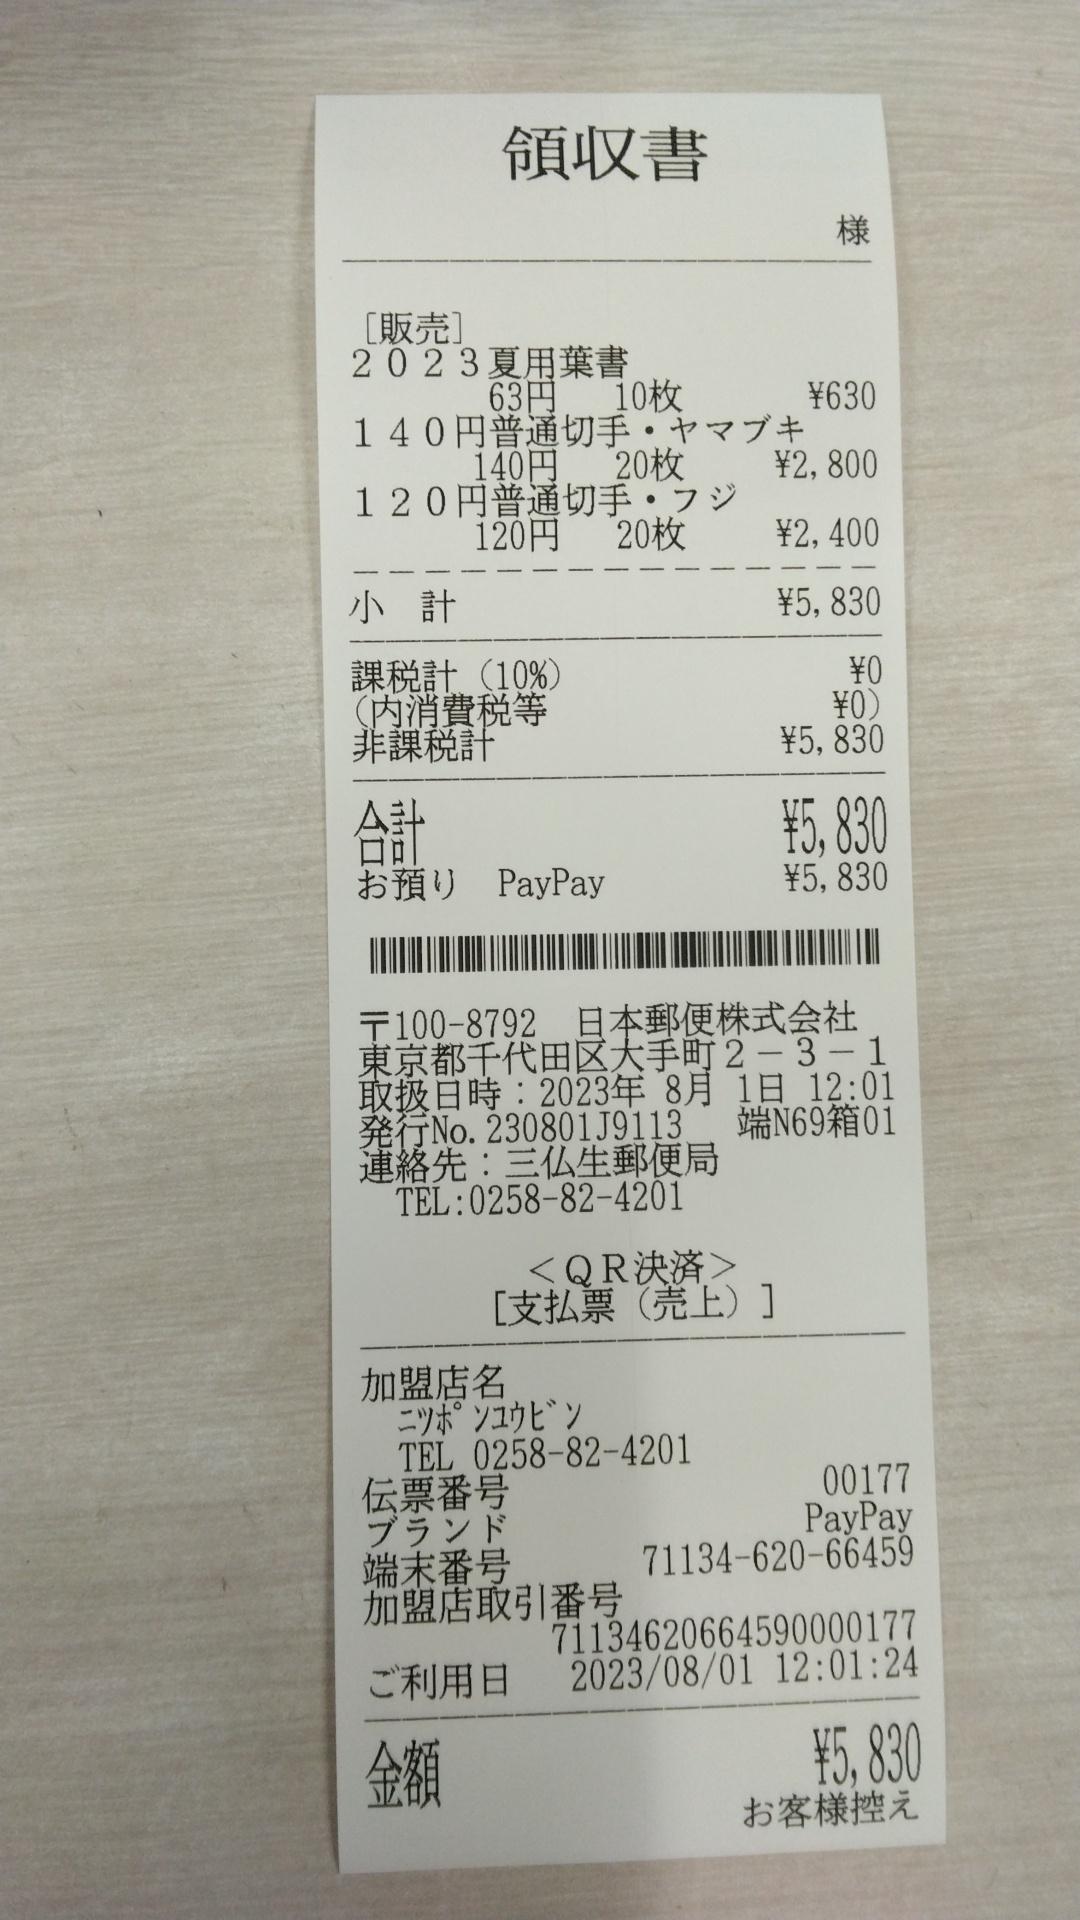 領収書
様
[販売]
2023夏用葉書
63円 10枚 ¥630
140円普通切手・ヤマブキ
140円 20枚 ¥2,800
120円普通切手・フジ
120円 20枚 ¥2,400
小 計 ¥5,830
課税計(10%) ¥0
(内消費税等 ¥0)
非課税計 ¥5,830
合計 ¥5,830
お預り PayPay ¥5,830
〒100-8792 日本郵便株式会社
東京都千代田区大手町2-3-1
取扱日時:2023年 8月 1日 12:01
発行No.230801J9113 端N69箱01
連絡先:三仏生郵便局
TEL:0258-82-4201
<QR決済>
[支払票(売上)]
加盟店名
ニツポンユウビン
TEL 0258-82-4201
伝票番号 00177
ブランド PayPay
端末番号 71134-620-66459
加盟店取引番号
71134620664590000177
ご利用日 2023/08/01 12:01:24
金額 ¥5,830
お客様控え